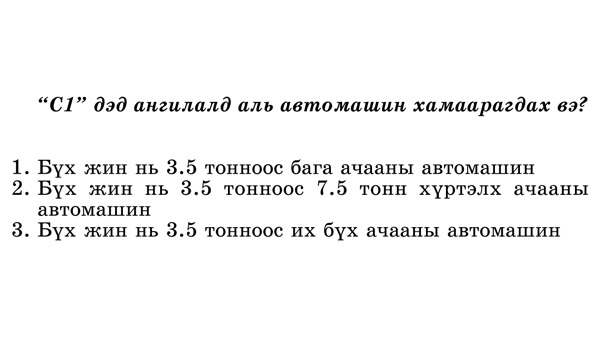 “C1” дэд ангилалд аль автомашин хамаарагдах вэ?
1. Бүх жин нь 3.5 тонноос бага ачааны автомашин
2. Бүх жин нь 3.5 тонноос 7.5 тонн хүртэлх ачааны
автомашин
3. Бүх жин нь 3.5 тонноос их бүх ачааны автомашин